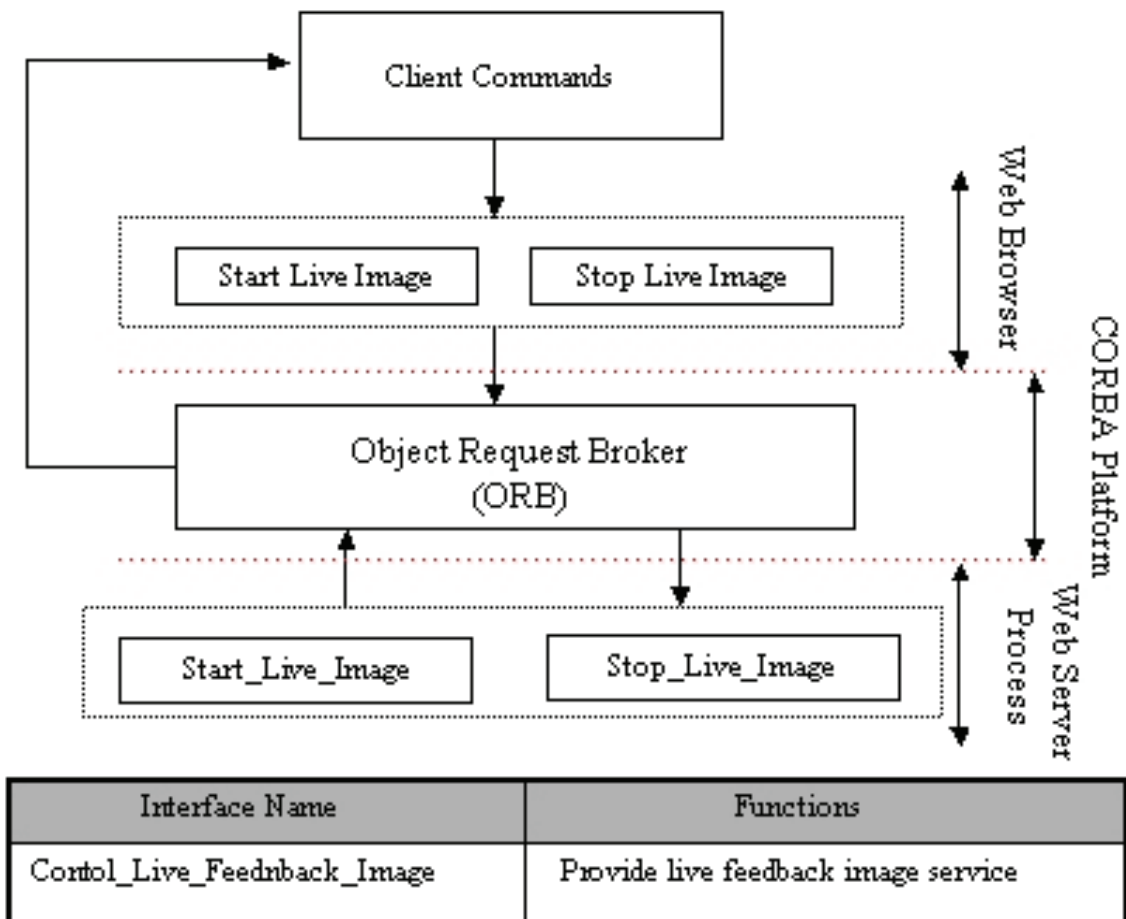 Client Commands
Web Browser
Start Live Image
Stop Live Image
CORBA Platform
Object Request Broker
(ORB)
Web Server
Process
Start_Live_Image
Stop_Live_Image
Interface Name
Functions
Contol_Live_Feednback_Image
Provide live feedback image service